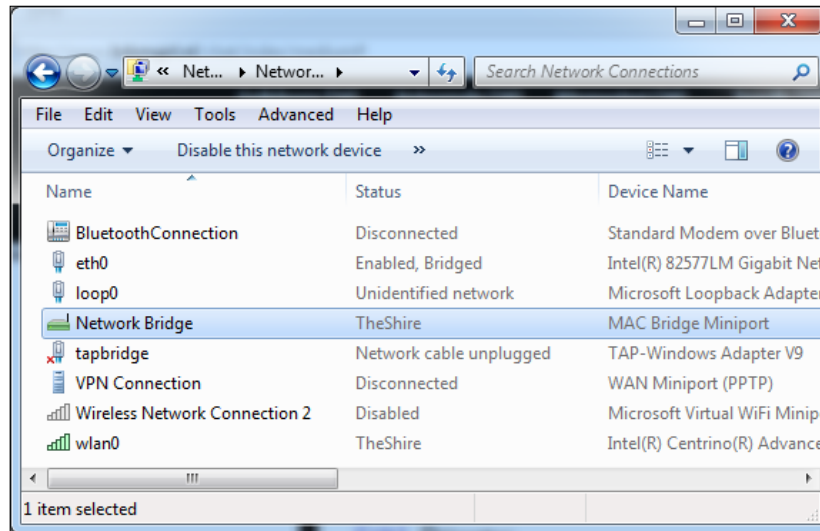 « Net... Networ... Search Network Connections
File Edit View Tools Advanced Help
Organize Disable this network device »
Name Status Device Name
BluetoothConnection Disconnected Standard Modem over Bluet
eth0 Enabled, Bridged Intel(R) 82577LM Gigabit Net
loop0 Unidentified network Microsoft Loopback Adapte
Network Bridge TheShire MAC Bridge Miniport
tapbridge Network cable unplugged TAP-Windows Adapter V9
VPN Connection Disconnected WAN Miniport (PPTP)
Wireless Network Connection 2 Disabled Microsoft Virtual WiFi Minip
wlan0 TheShire Intel(R) Centrino(R) Advance
1 item selected